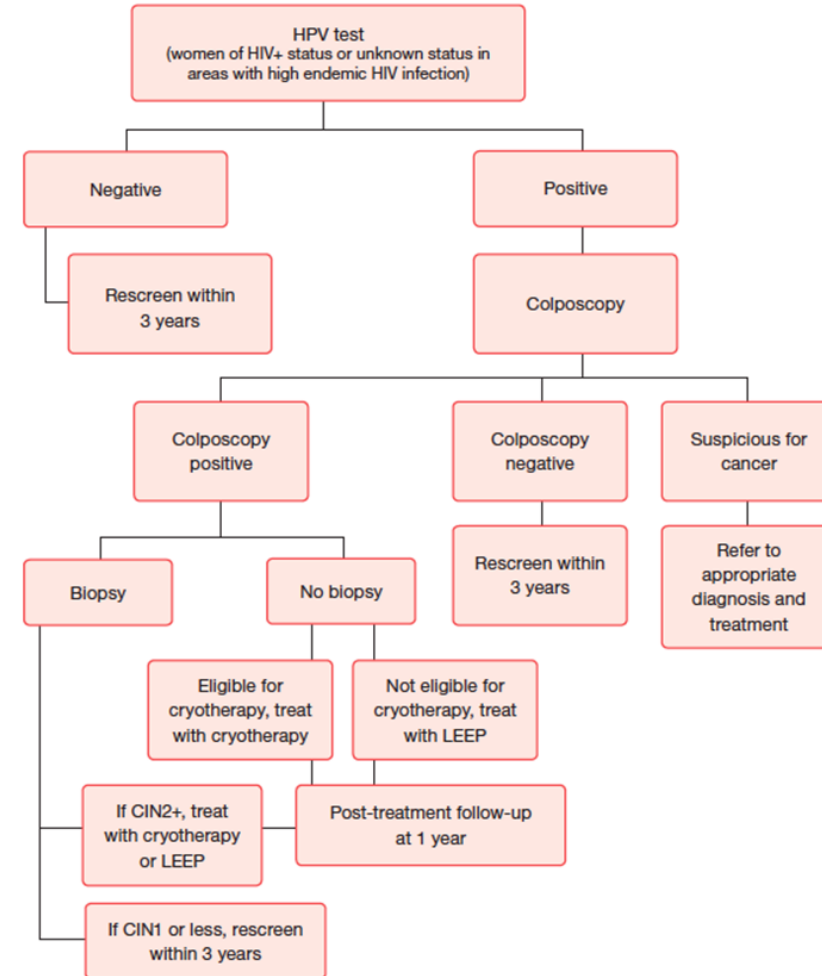 HPV test
(women of HIV+ status or unknown status in
areas with high endemic HIV infection)
Negative
Positive
Rescreen within
3 years
Colposcopy
Colposcopy
positive
Colposcopy
negative
Suspicious for
cancer
Biopsy
No biopsy
Rescreen within
3 years
Refer to
appropriate
diagnosis and
treatment
Eligible for
cryotherapy, treat
with cryotherapy
Not eligible for
cryotherapy, treat
with LEEP
If CIN2+, treat
with cryotherapy
or LEEP
Post-treatment follow-up
at 1 year
If CIN1 or less, rescreen
within 3 years